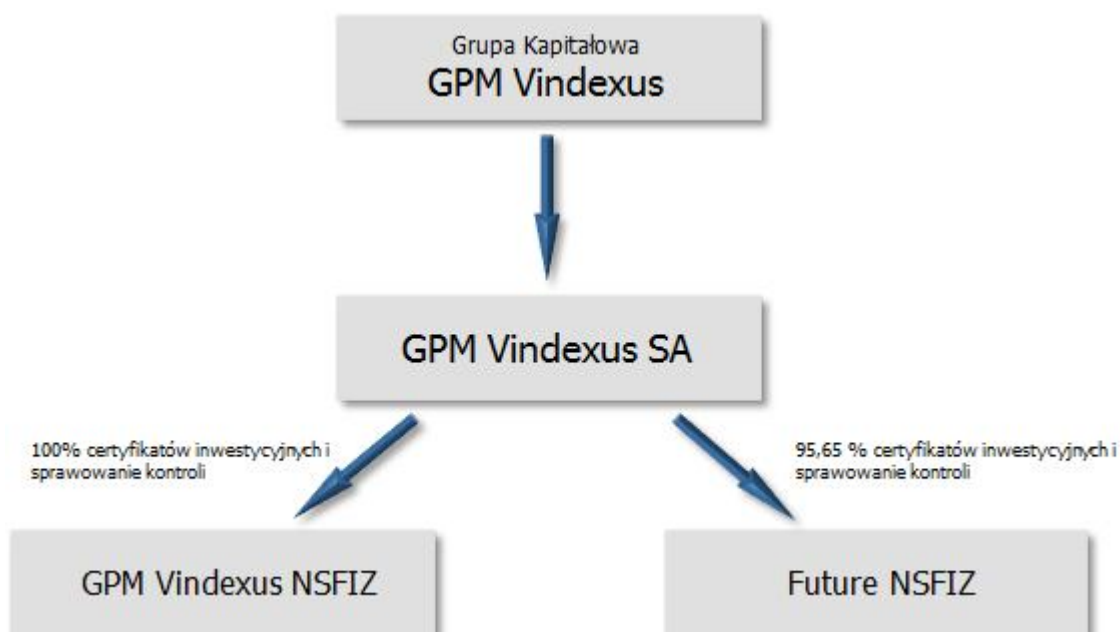 Grupa Kapitałowa
GPM Vindexus
GPM Vindexus SA
100% certyfikatów inwestycyjnych i
sprawowanie kontroli
95,65 % certyfikatów inwestycyjnych i
sprawowanie kontroli
GPM Vindexus NSFIZ
Future NSFIZ